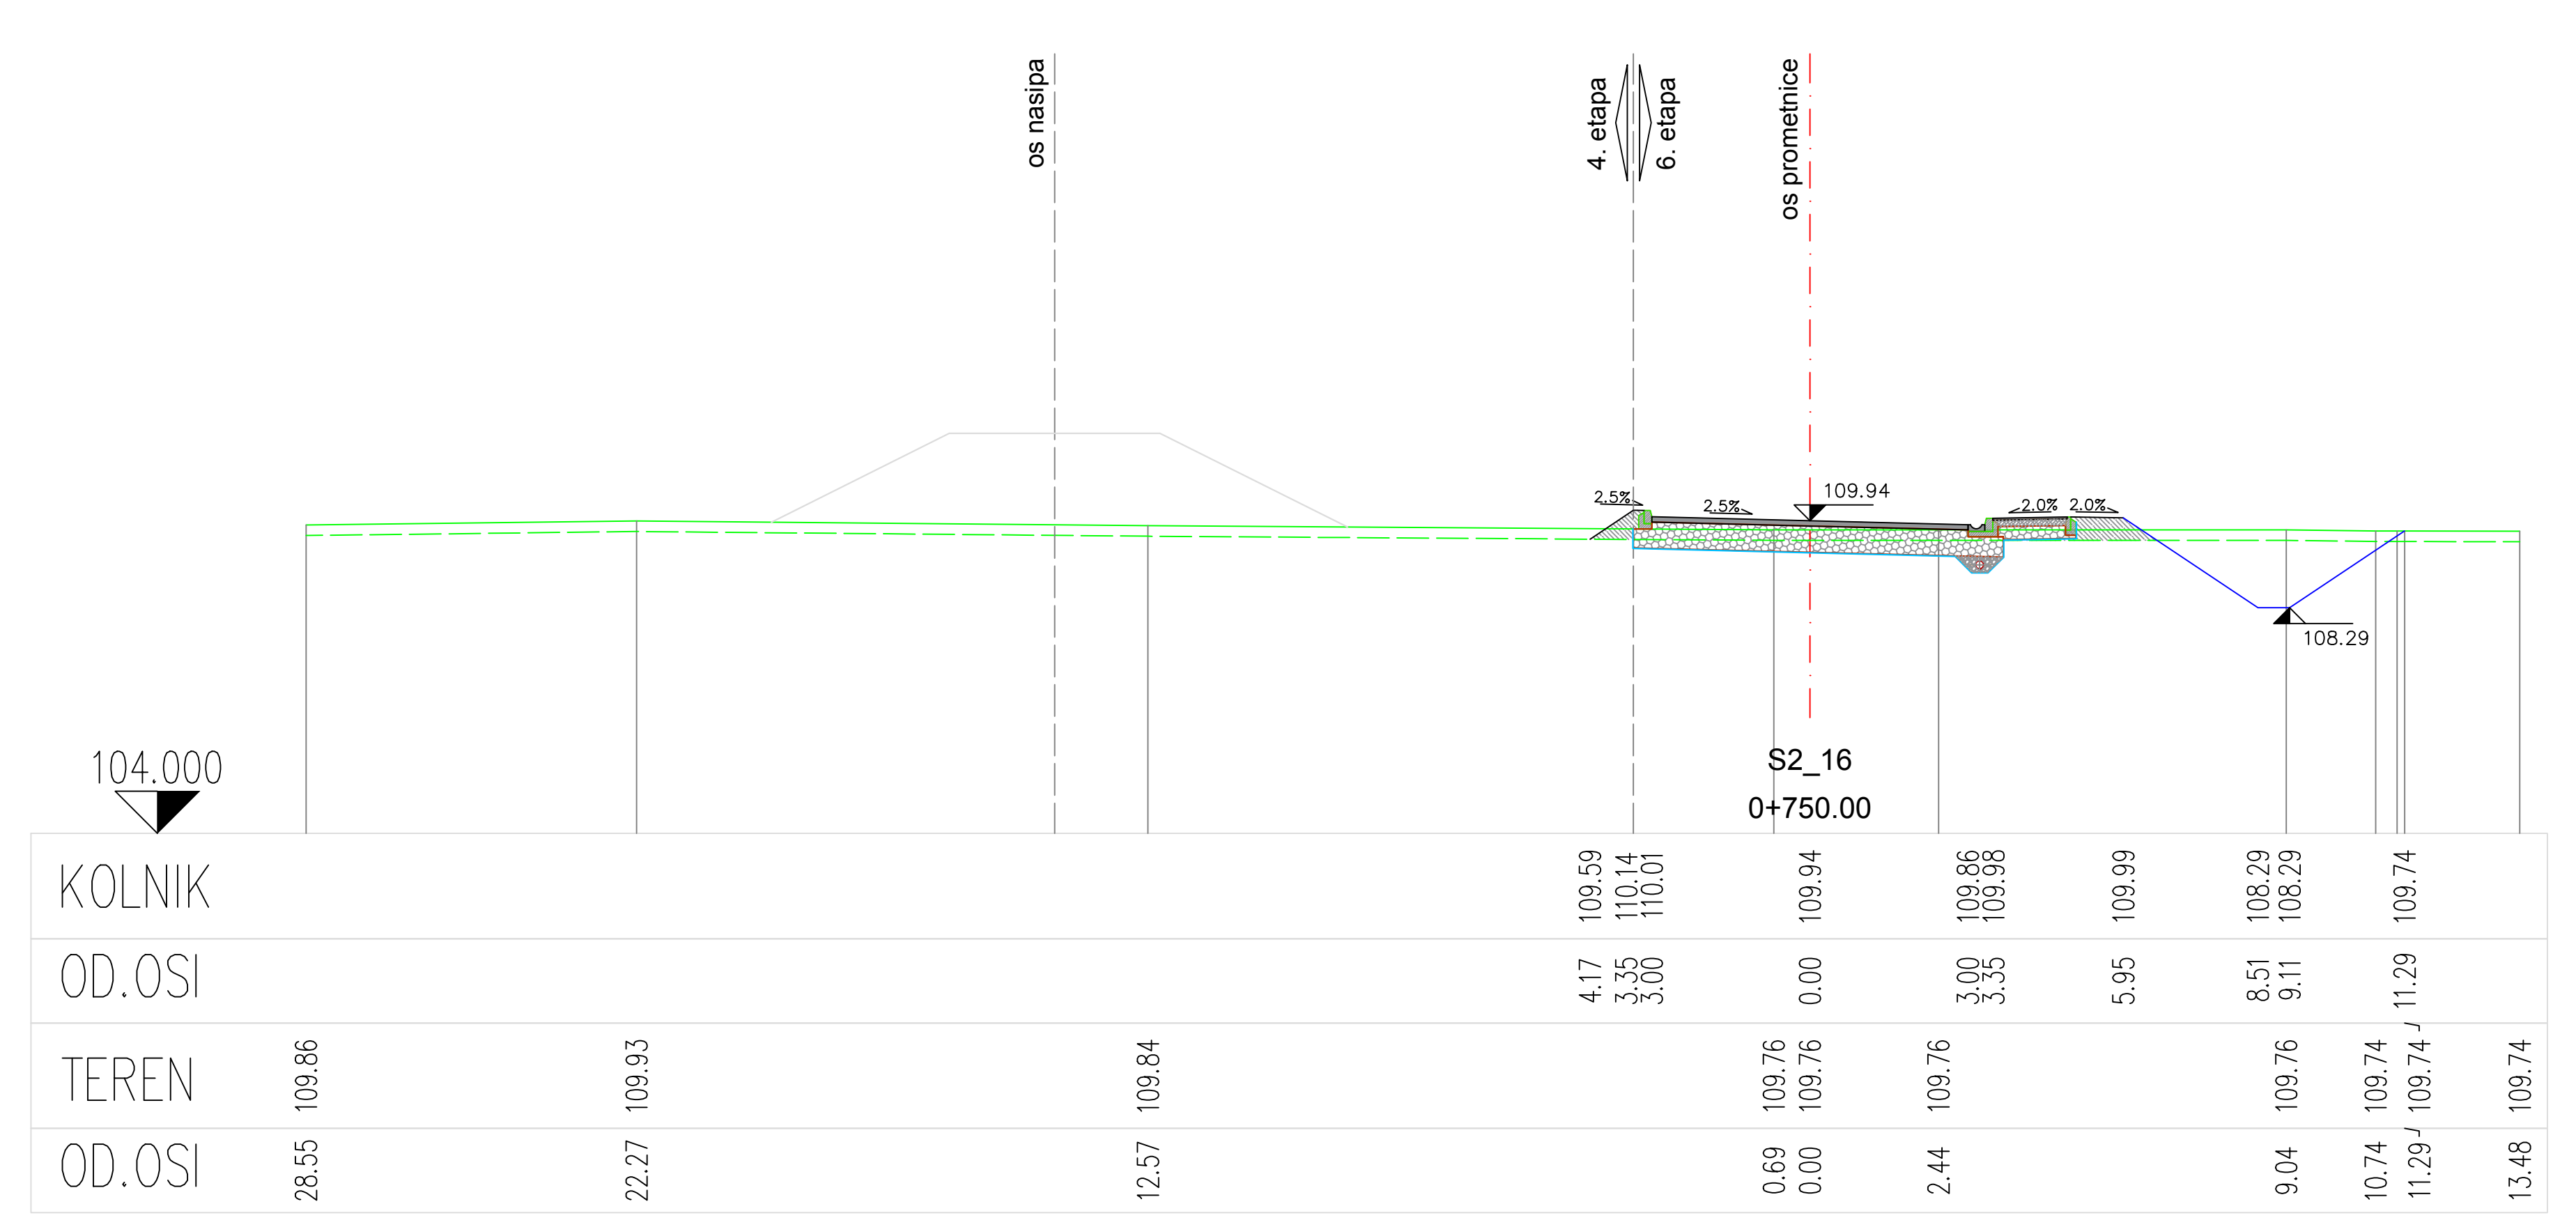 os nasipa
4. etapa
6. etapa
os prometnice
2.5%
2.5%
109.94
2.0%
2.0%
108.29
S2_16
0+750.00
104.000
KOLNIK 109.59 110.14 110.01 109.94 109.86 109.98 109.99 108.29 108.29 109.74
OD.OSI 4.17 3.35 3.00 0.00 3.00 3.35 5.95 8.51 9.11 11.29
TEREN 109.86 109.93 109.84 109.76 109.76 109.76 109.76 109.74 109.74 109.74
OD.OSI 28.55 22.27 12.57 0.69 0.00 2.44 9.04 10.74 11.29 13.48